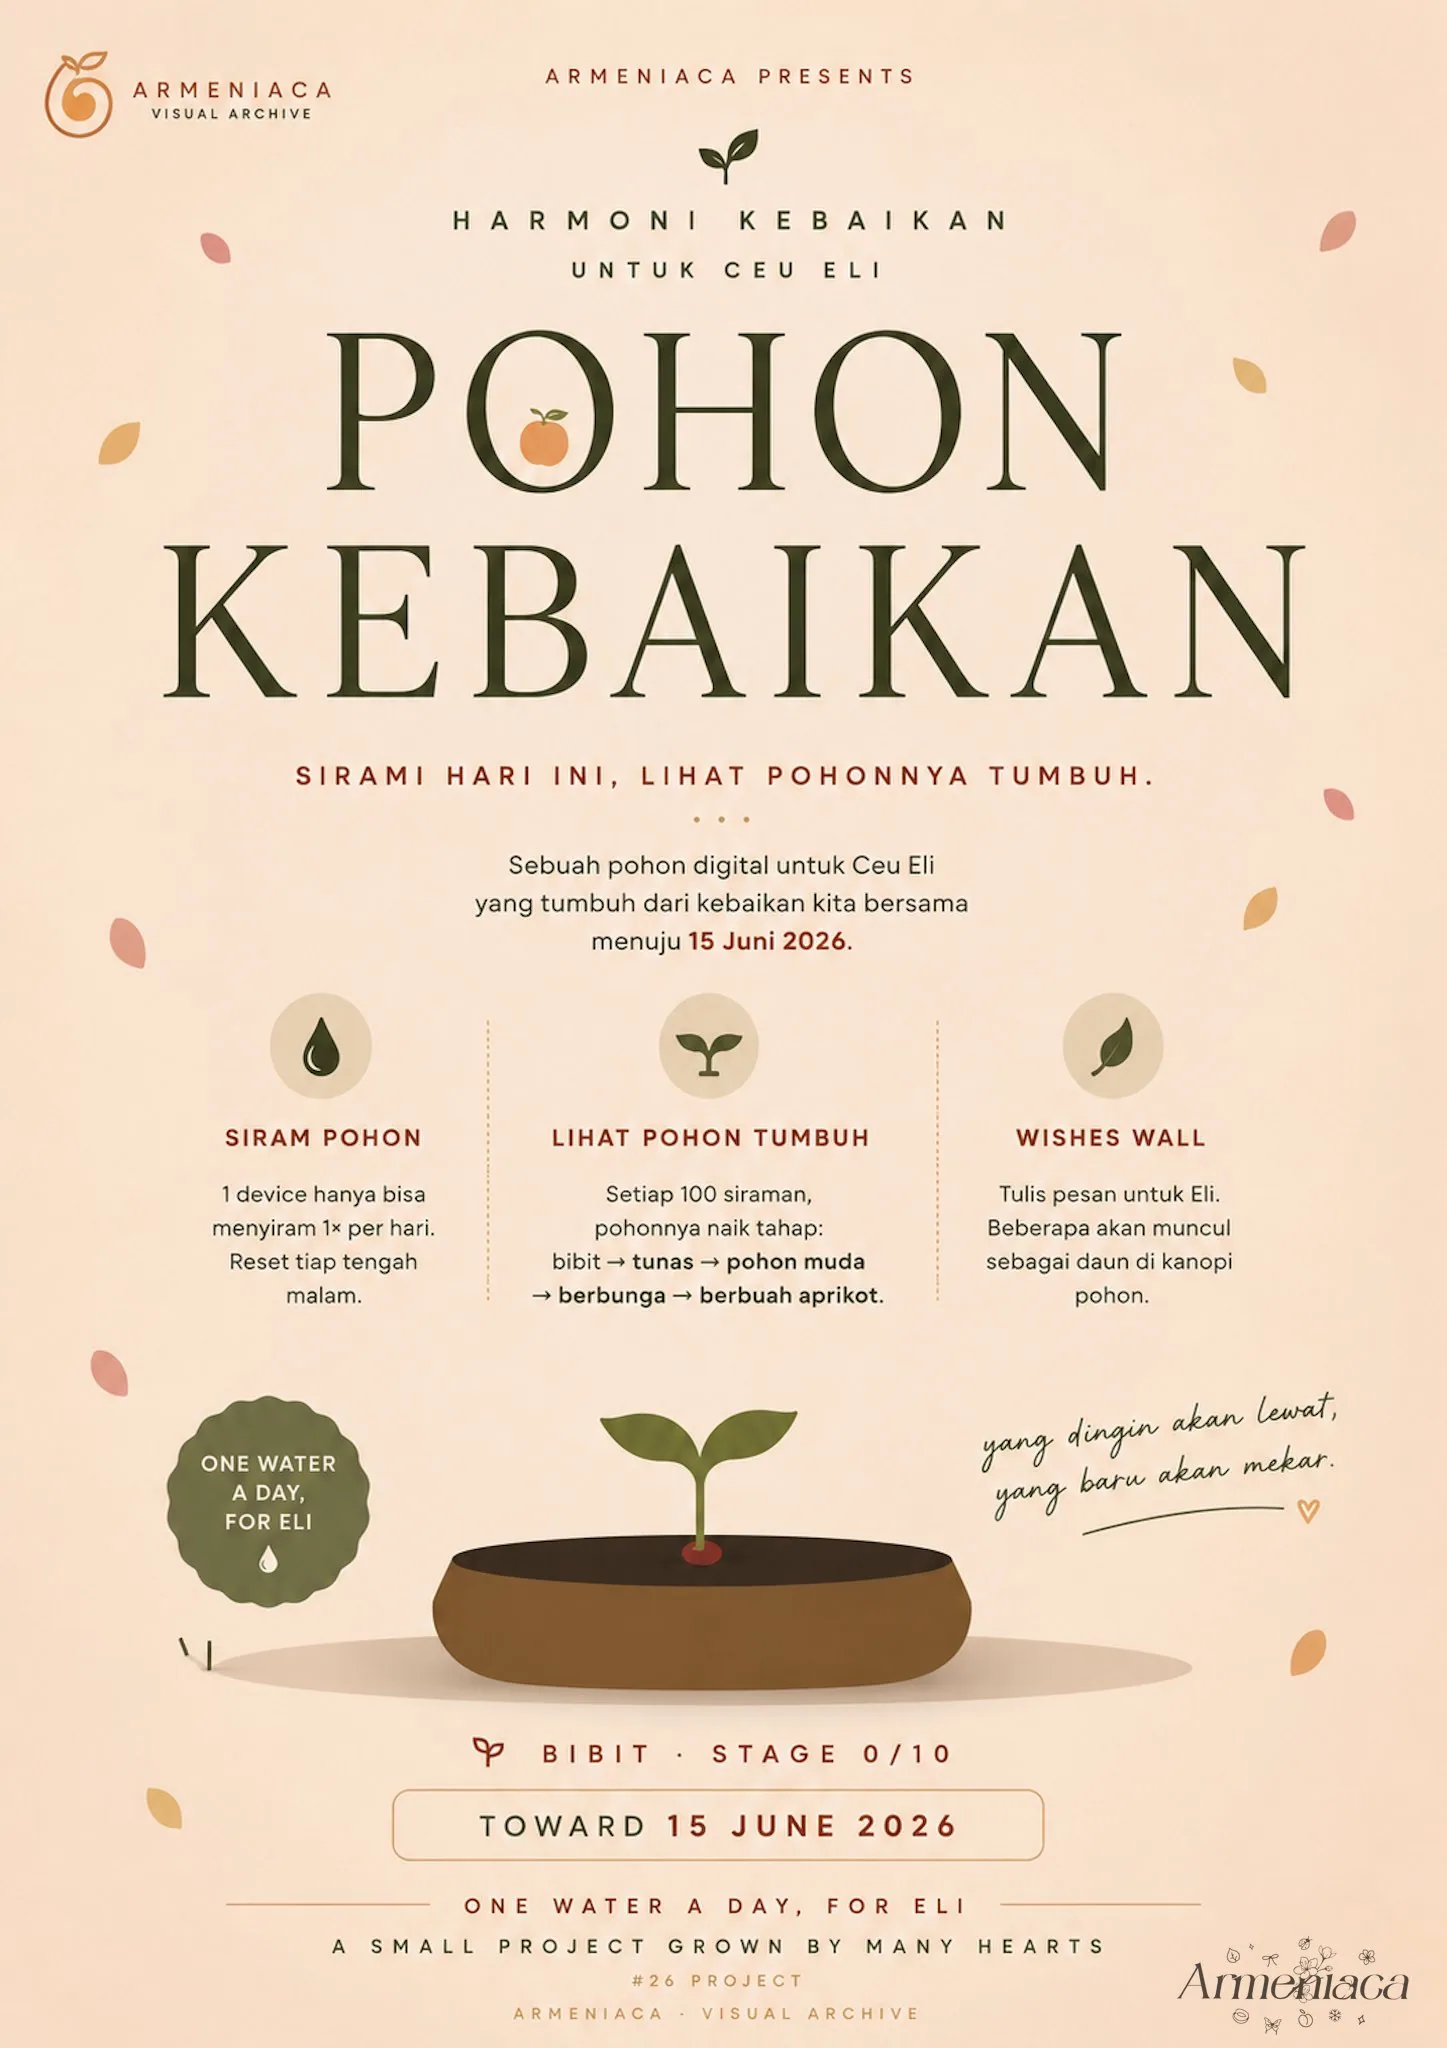 ARMENIACA
VISUAL ARCHIVE
ARMENIACA PRESENTS
HARMONI KEBAIKAN
UNTUK CEU ELI
POHON
KEBAIKAN
SIRAMI HARI INI, LIHAT POHONNYA TUMBUH.
Sebuah pohon digital untuk Ceu Eli
yang tumbuh dari kebaikan kita bersama
menuju 15 Juni 2026.
SIRAM POHON
1 device hanya bisa
menyiram 1× per hari.
Reset tiap tengah
malam.
LIHAT POHON TUMBUH
Setiap 100 siraman,
pohonnya naik tahap:
bibit → tunas → pohon muda
→ berbunga → berbuah aprikot.
WISHES WALL
Tulis pesan untuk Eli.
Beberapa akan muncul
sebagai daun di kanopi
pohon.
ONE WATER
A DAY,
FOR ELI
yang dingin akan lewat,
yang baru akan mekar.
BIBIT · STAGE 0/10
TOWARD 15 JUNE 2026
ONE WATER A DAY, FOR ELI
A SMALL PROJECT GROWN BY MANY HEARTS
#26 PROJECT
ARMENIACA · VISUAL ARCHIVE
Armeniaca